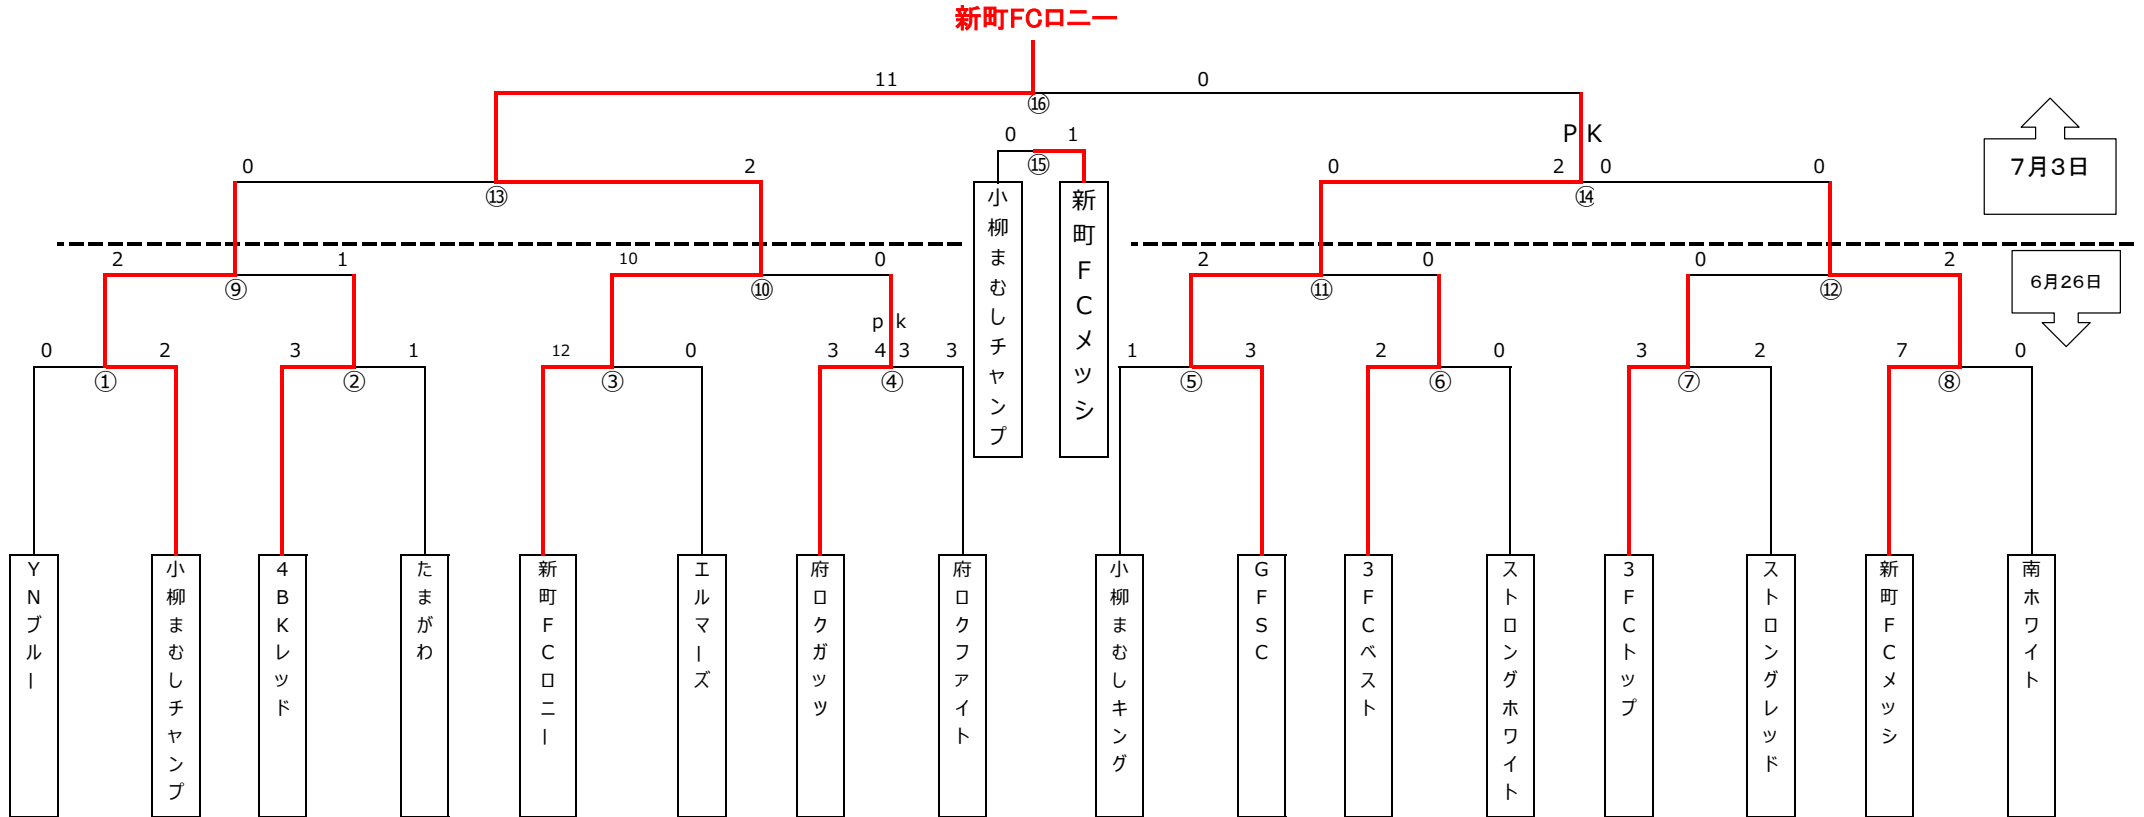 新町FCロニー
11 0
⑯
0 1
⑮
P K
0 2
⑬
0 2 0 0
⑭
7月3日
小柳まむしチャンプ
新町FCメッシ
2 1
⑨
10 0
⑩
2 0
⑪
0 2
⑫
6月26日
0 2
①
3 1
②
12 0
③
p k
3 4 3 3
④
1 3
⑤
2 0
⑥
3 2
⑦
7 0
⑧
YNブルー
小柳まむしチャンプ
4BKレッド
たまがわ
新町FCロニー
エルマーズ
府ロクガッツ
府ロクファイト
小柳まむしキング
GFSC
3FCベスト
ストロングホワイト
3FCトップ
ストロングレッド
新町FCメッシ
南ホワイト